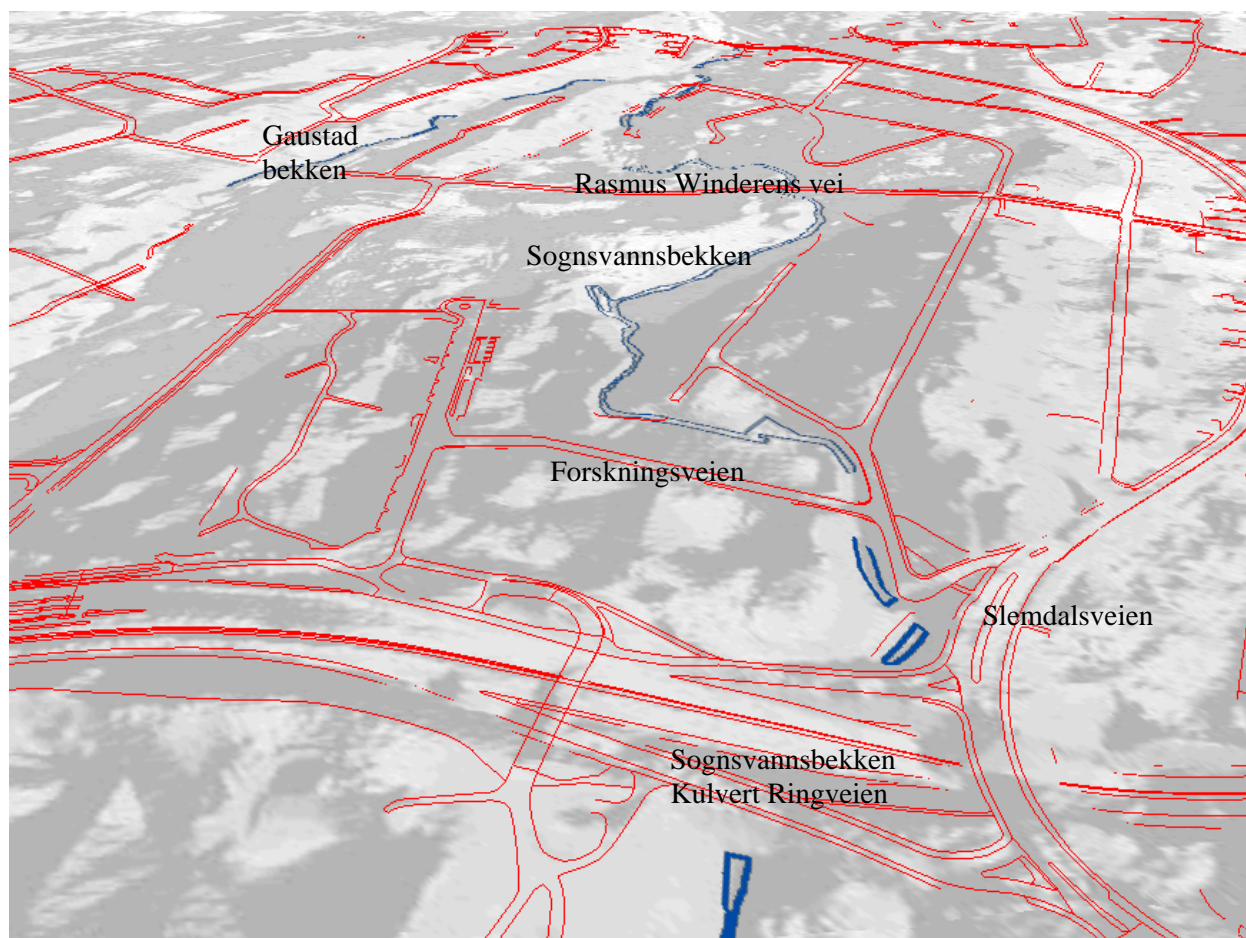 Gaustad
bekken
Rasmus Winderens vei
Sognsvannsbekken
Forskningsveien
Slemdalsveien
Sognsvannsbekken
Kulvert Ringveien